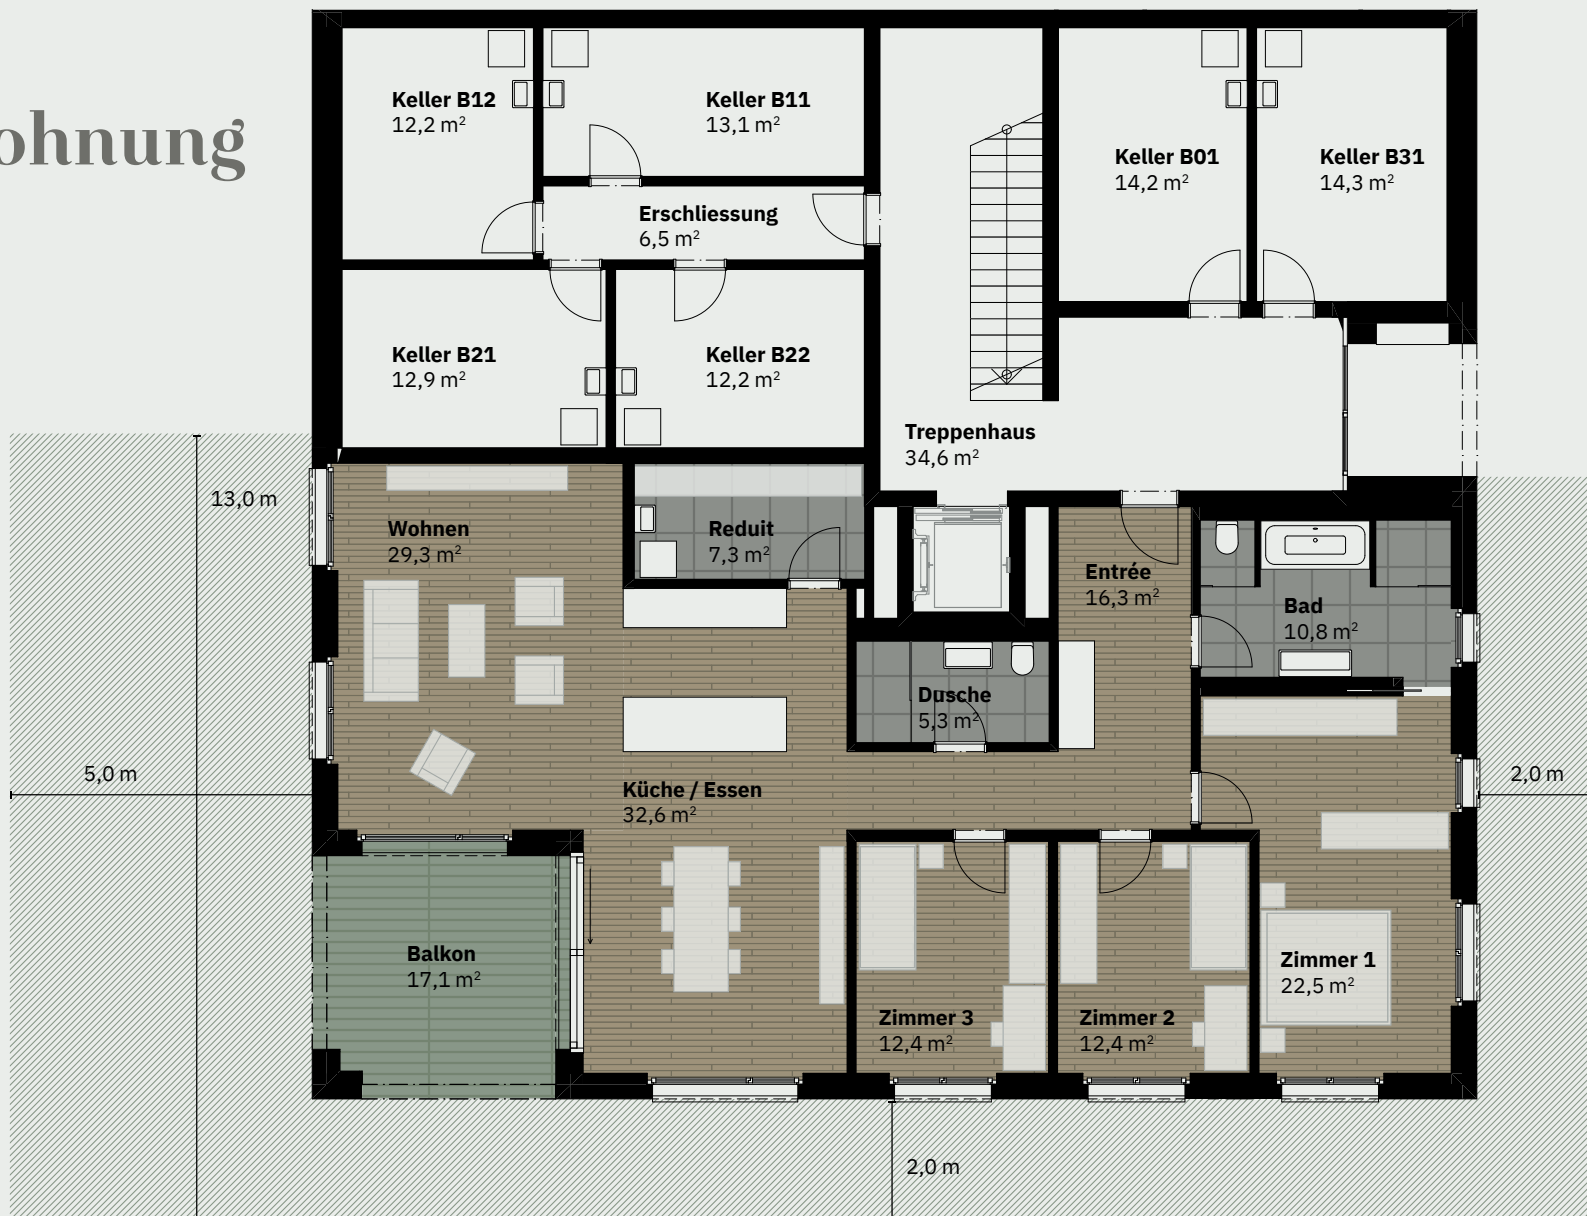 ohnung
Keller B12
12,2 m²
Keller B11
13,1 m²
Keller B01
14,2 m²
Keller B31
14,3 m²
Erschliessung
6,5 m²
Keller B21
12,9 m²
Keller B22
12,2 m²
Treppenhaus
34,6 m²
13,0 m
Wohnen
29,3 m²
Reduit
7,3 m²
Entrée
16,3 m²
Bad
10,8 m²
Dusche
5,3 m²
5,0 m
Küche / Essen
32,6 m²
2,0 m
Balkon
17,1 m²
Zimmer 3
12,4 m²
Zimmer 2
12,4 m²
Zimmer 1
22,5 m²
2,0 m